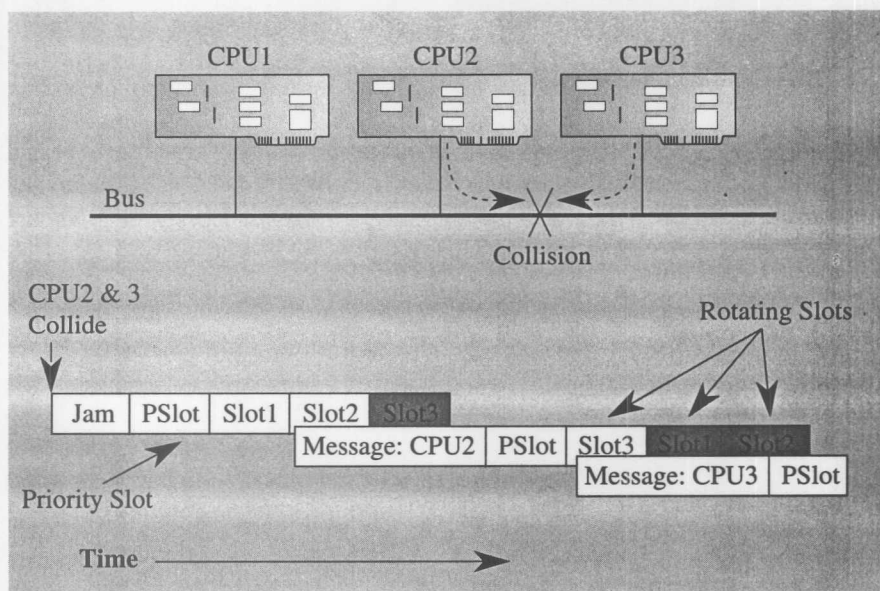 CPU1 CPU2 CPU3
Bus
Collision
CPU2 & 3
Collide
Rotating Slots
Jam PSlot Slot1 Slot2 Slot3
Message: CPU2 PSlot Slot3 Slot1 Slot2
Message: CPU3 PSlot
Priority Slot
Time